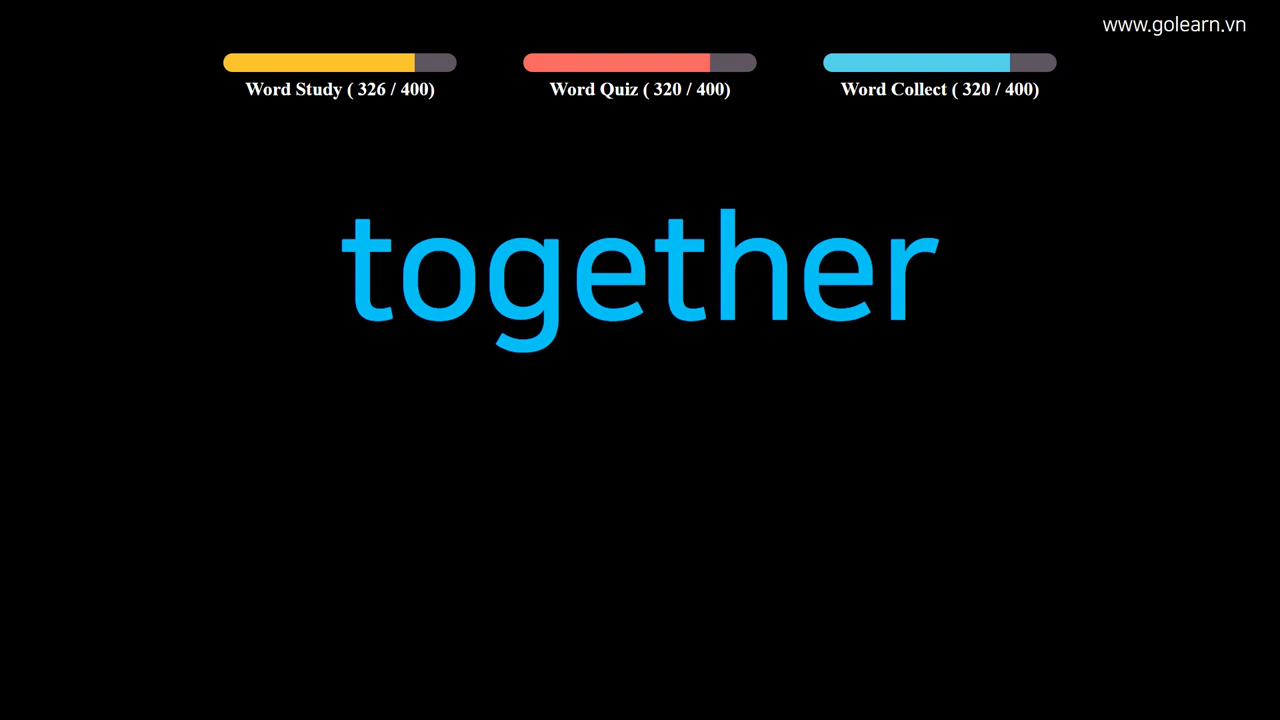 www.golearn.vn
Word Study ( 326 / 400)
Word Quiz ( 320 / 400)
Word Collect ( 320 / 400)
together